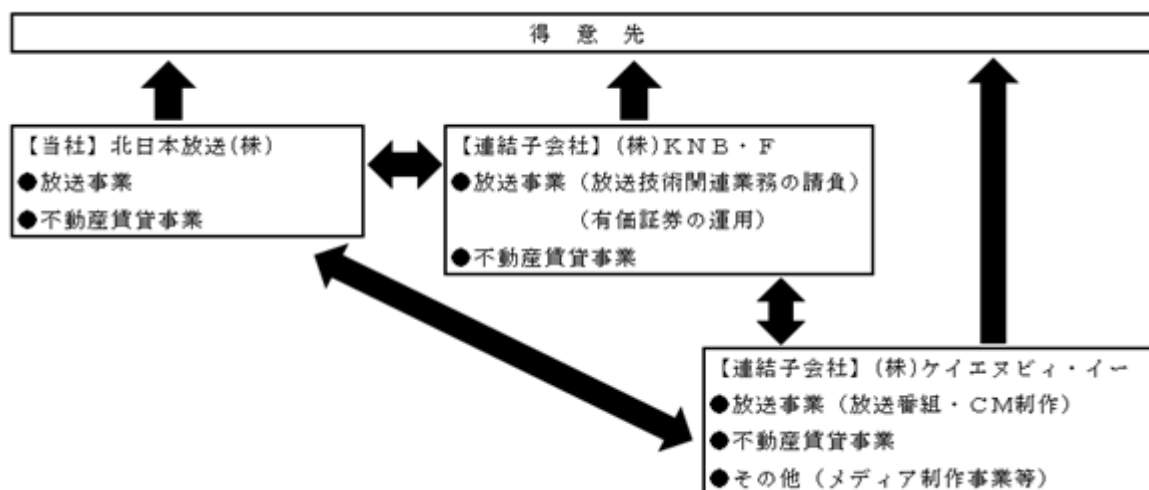 得 意 先
【当社】北日本放送(株)
●放送事業
●不動産賃貸事業
【連結子会社】(株)KNB・F
●放送事業(放送技術関連業務の請負)
(有価証券の運用)
●不動産賃貸事業
【連結子会社】(株)ケイエヌビィ・イー
●放送事業(放送番組・CM制作)
●不動産賃貸事業
●その他(メディア制作事業等)